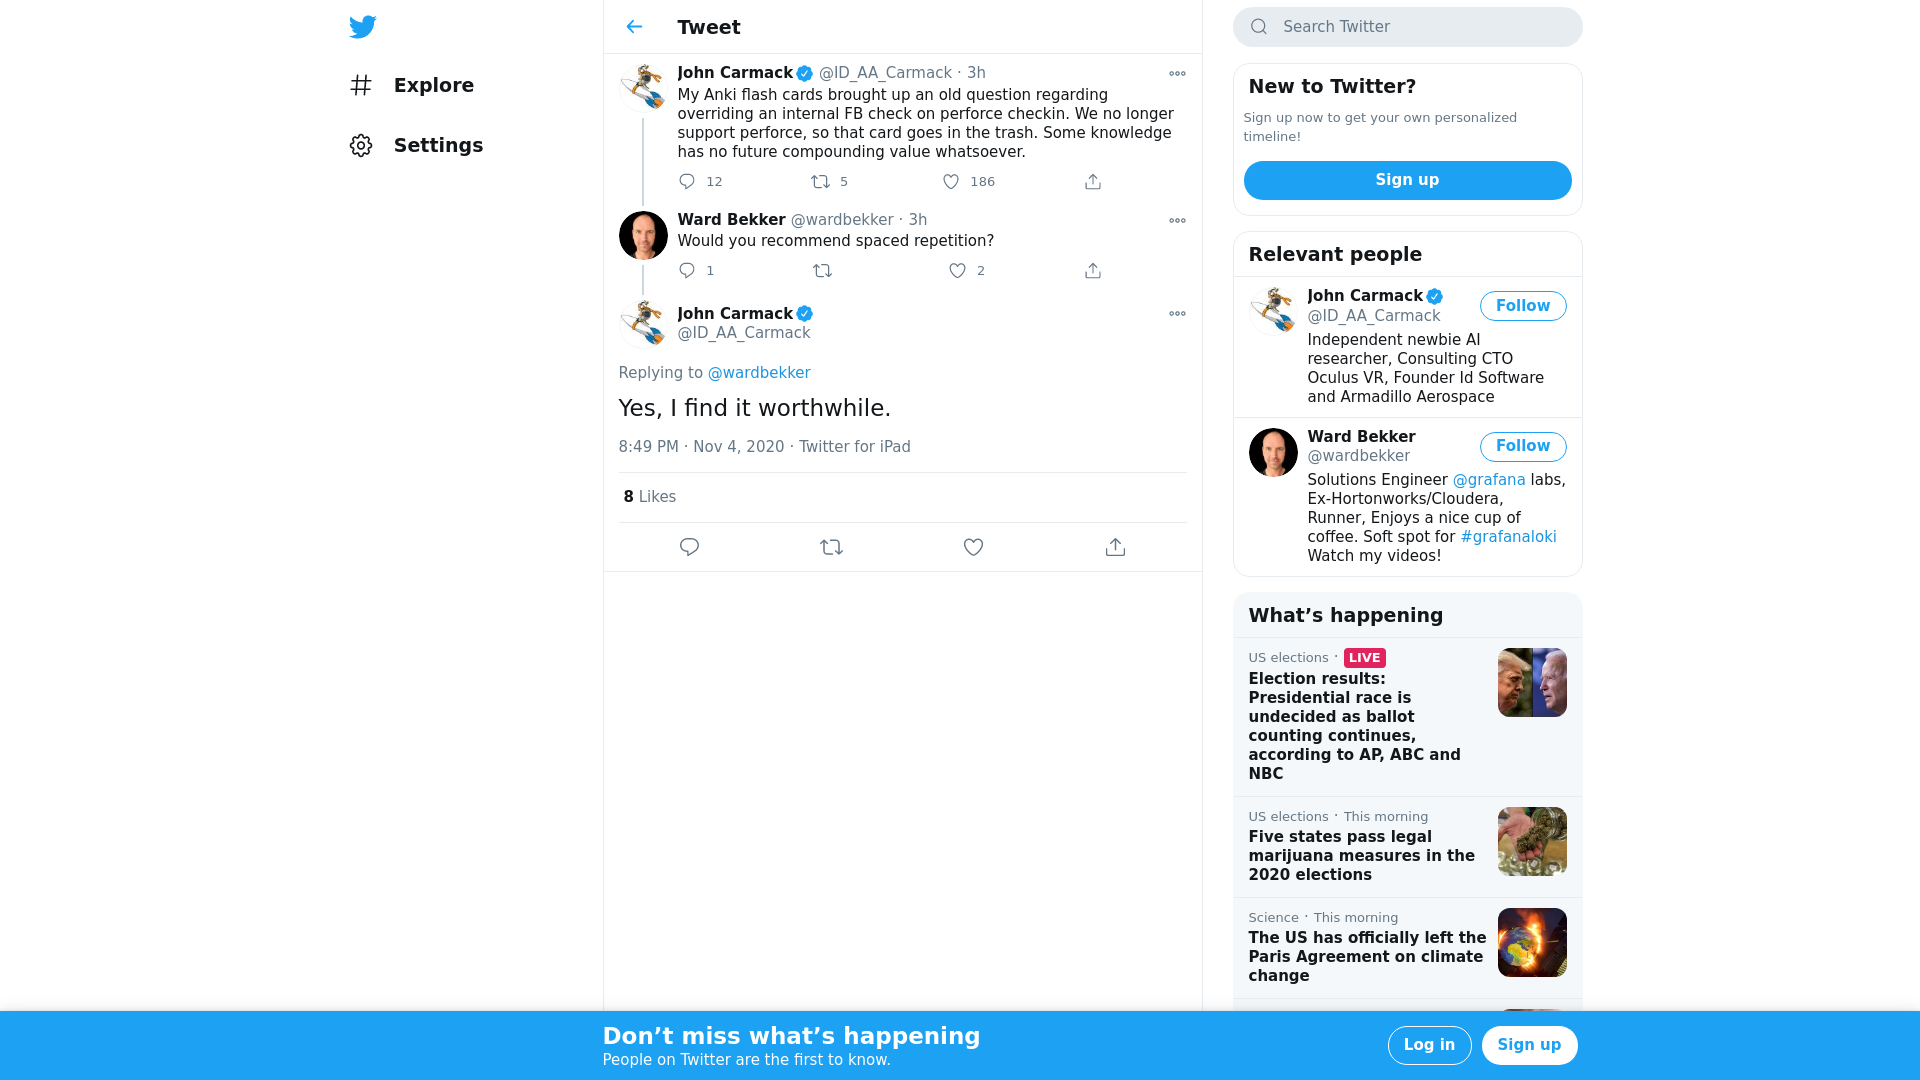 Explore
Settings
Tweet
John Carmack @ID_AA_Carmack · 3h
My Anki flash cards brought up an old question regarding
overriding an internal FB check on perforce checkin. We no longer
support perforce, so that card goes in the trash. Some knowledge
has no future compounding value whatsoever.
12 5 186
Ward Bekker @wardbekker · 3h
Would you recommend spaced repetition?
1 2
John Carmack
@ID_AA_Carmack
Replying to @wardbekker
Yes, I find it worthwhile.
8:49 PM · Nov 4, 2020 · Twitter for iPad
8 Likes
Search Twitter
New to Twitter?
Sign up now to get your own personalized
timeline!
Sign up
Relevant people
John Carmack
@ID_AA_Carmack
Follow
Independent newbie AI
researcher, Consulting CTO
Oculus VR, Founder Id Software
and Armadillo Aerospace
Ward Bekker
@wardbekker
Follow
Solutions Engineer @grafana labs,
Ex-Hortonworks/Cloudera,
Runner, Enjoys a nice cup of
coffee. Soft spot for #grafanaloki
Watch my videos!
What’s happening
US elections · LIVE
Election results:
Presidential race is
undecided as ballot
counting continues,
according to AP, ABC and
NBC
US elections · This morning
Five states pass legal
marijuana measures in the
2020 elections
Science · This morning
The US has officially left the
Paris Agreement on climate
change
Don’t miss what’s happening
People on Twitter are the first to know.
Log in
Sign up